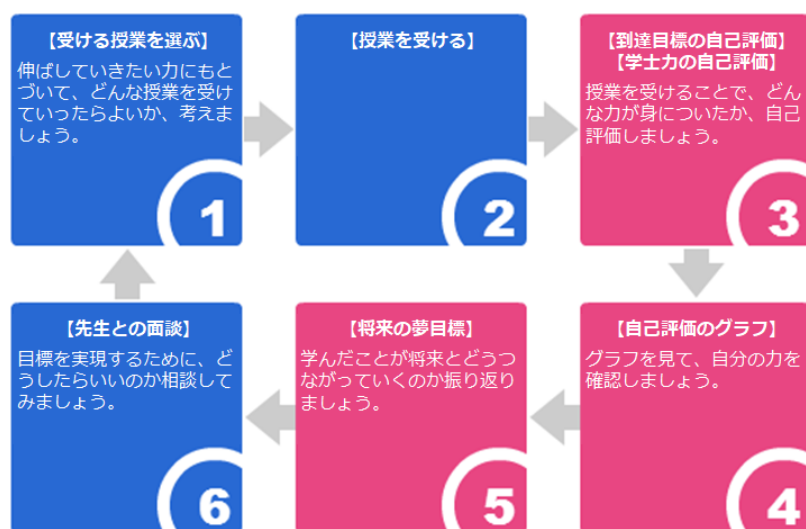 【受ける授業を選ぶ】
伸ばしていきたい力にもと
づいて、どんな授業を受け
ていったらよいか、考えま
しょう。
1
【授業を受ける】
2
【到達目標の自己評価】
【学士力の自己評価】
授業を受けることで、どん
な力が身についたか、自己
評価しましょう。
3
【自己評価のグラフ】
グラフを見て、自分の力を
確認しましょう。
4
【将来の夢目標】
学んだことが将来とどうつ
ながっていくのか振り返り
ましょう。
5
【先生との面談】
目標を実現するために、ど
うしたらいいのか相談して
みましょう。
6